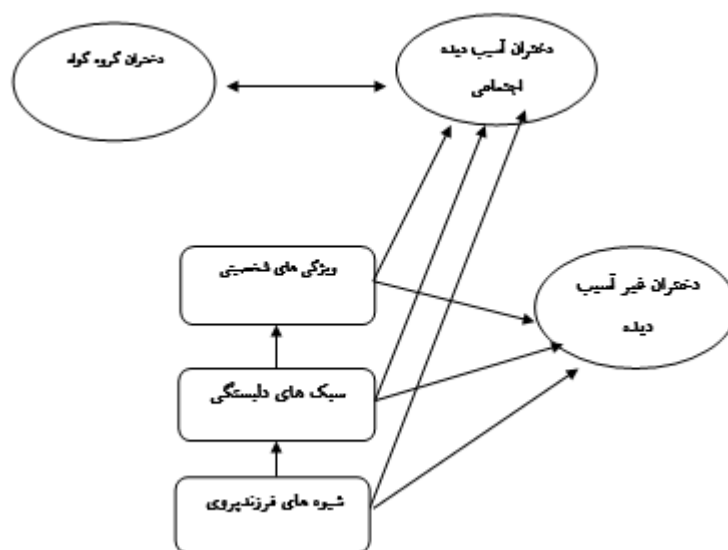 دختران آسیب دیده
اجتماعی
دختران گروه گواه
ویژگی های شخصیتی
دختران غیر آسیب
دیده
سبک های دلبستگی
شیوه های فرزندپروی